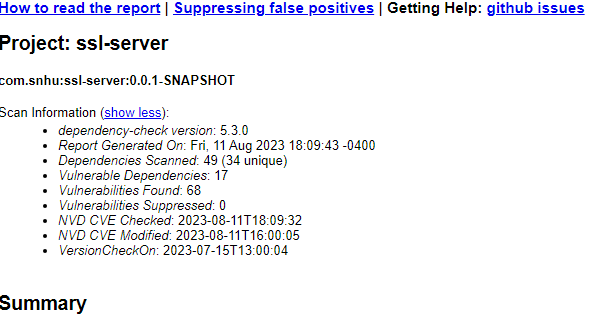 How to read the report | Suppressing false positives | Getting Help: github issues
Project: ssl-server
com.snhu:ssl-server:0.0.1-SNAPSHOT
Scan Information (show less):
dependency-check version: 5.3.0
Report Generated On: Fri, 11 Aug 2023 18:09:43 -0400
Dependencies Scanned: 49 (34 unique)
Vulnerable Dependencies: 17
Vulnerabilities Found: 68
Vulnerabilities Suppressed: 0
NVD CVE Checked: 2023-08-11T18:09:32
NVD CVE Modified: 2023-08-11T16:00:05
VersionCheckOn: 2023-07-15T13:00:04
Summary